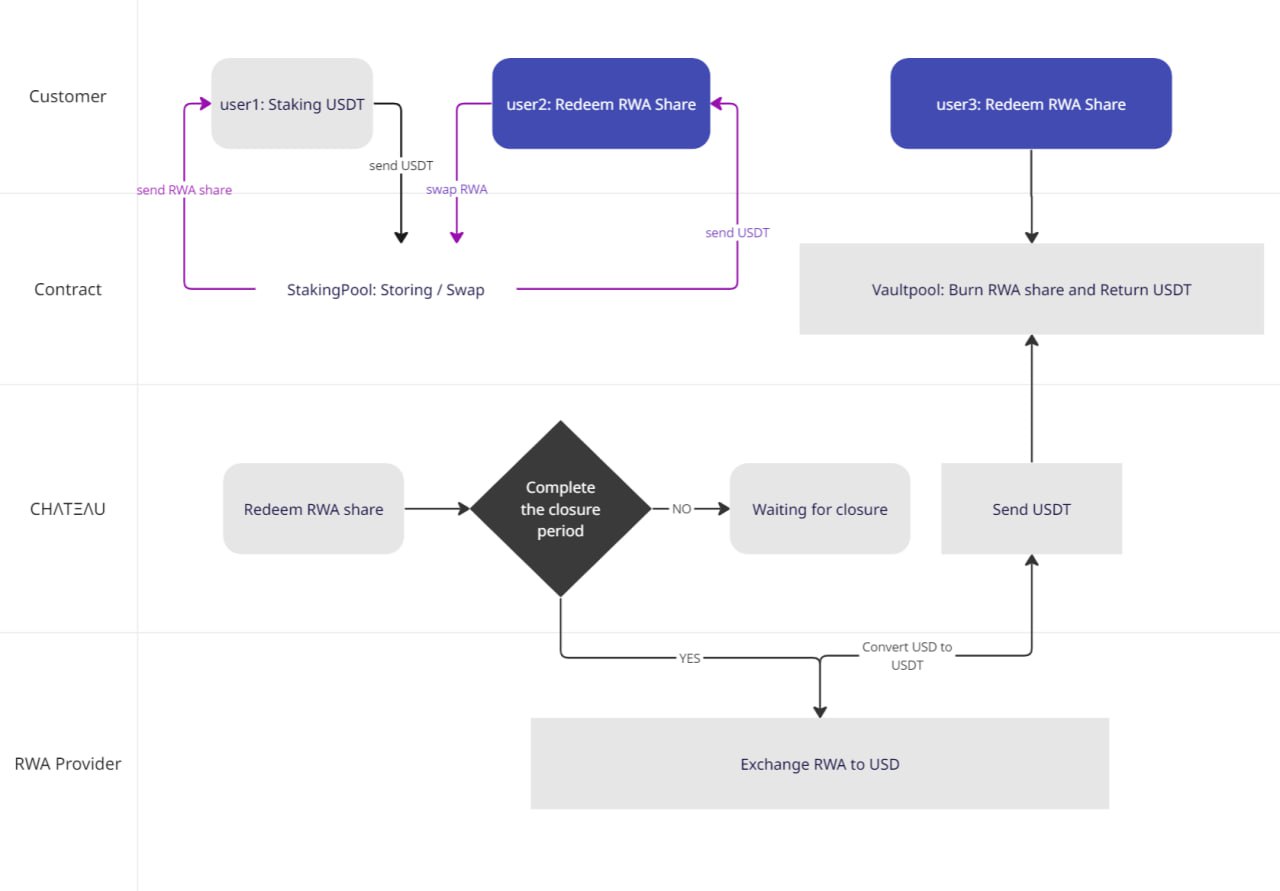 Customer
user1: Staking USDT
user2: Redeem RWA Share
user3: Redeem RWA Share
send USDT
send RWA share
swap RWA
send USDT
Contract
StakingPool: Storing / Swap
Vaultpool: Burn RWA share and Return USDT
CHΛTΞΛU
Redeem RWA share
Complete
the closure
period
NO
Waiting for closure
Send USDT
YES
Convert USD to
USDT
RWA Provider
Exchange RWA to USD